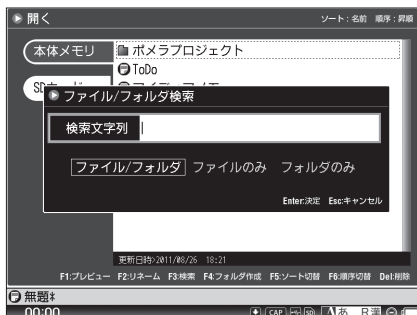 開く
ソート：名前 順序：昇順
本体メモリ
ポメラプロジェクト
ToDo
ファイル/フォルダ検索
検索文字列
ファイル/フォルダ ファイルのみ フォルダのみ
Enter:決定 Esc:キャンセル
更新日時>2011/08/26 18:21
F1:プレビュー F2:リネーム F3:検索 F4:フォルダ作成 F5:ソート切替 F6:順序切替 Del:削除
無題*
00:00 CAP SD あ R漢